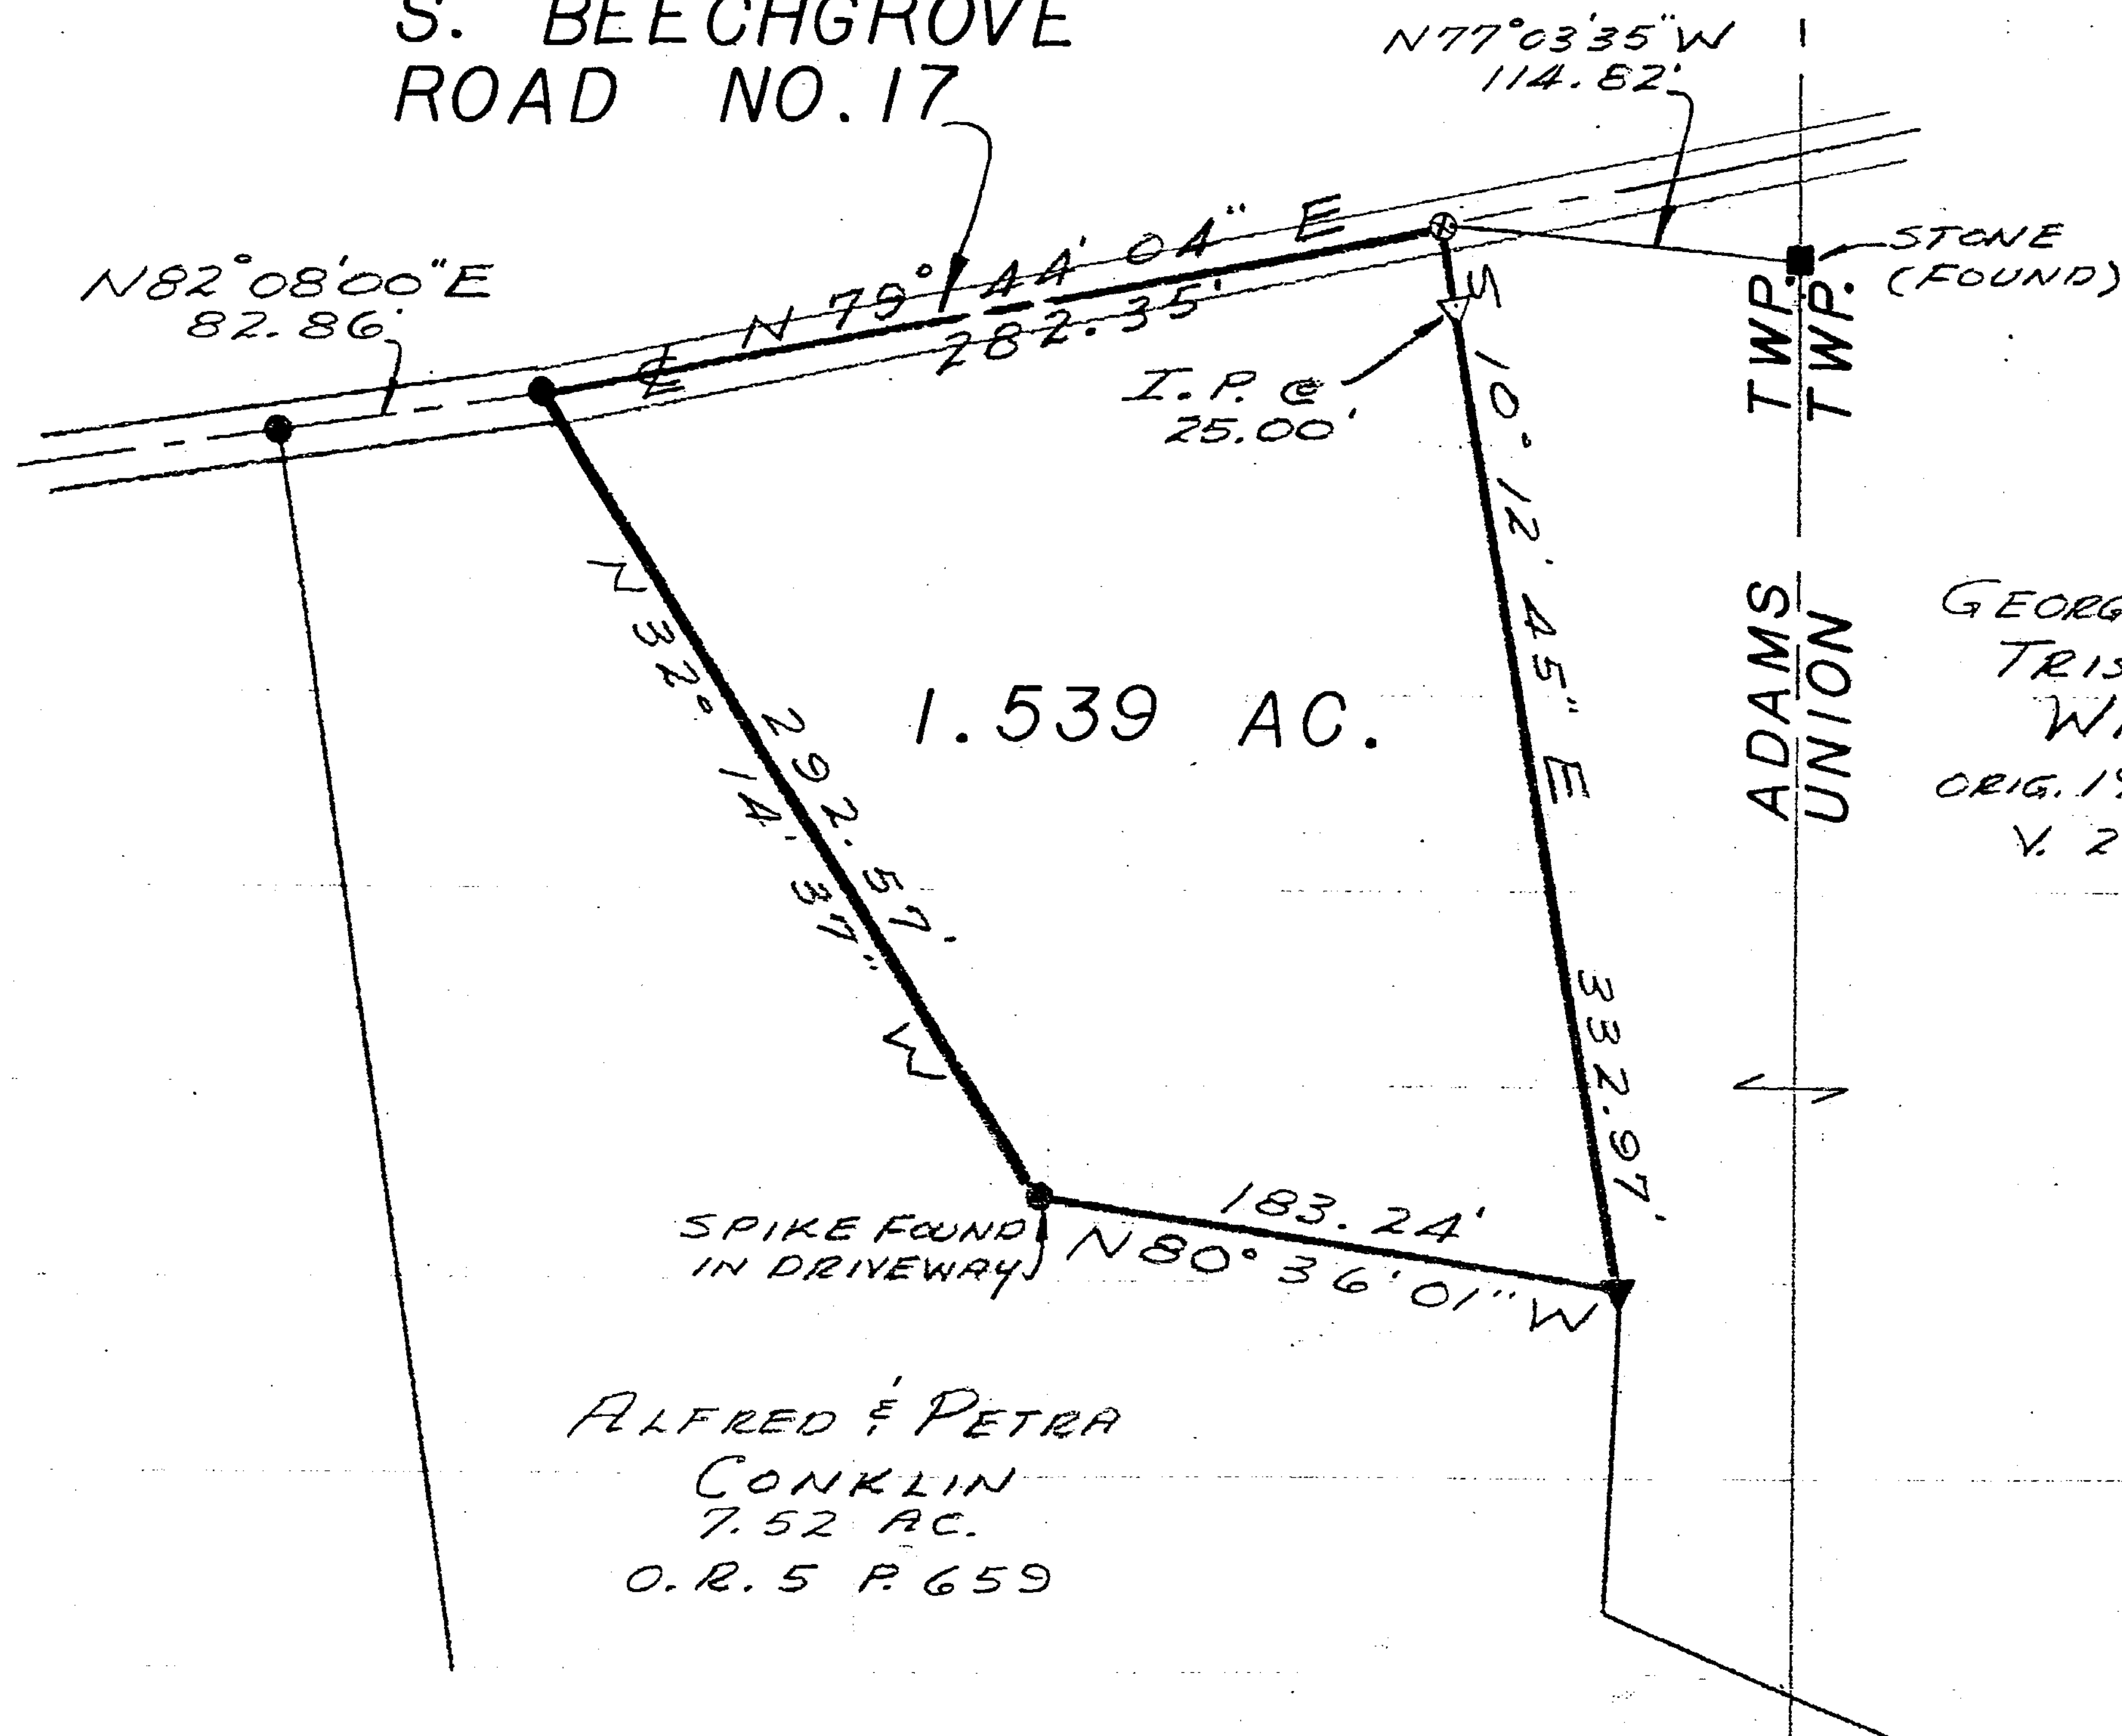 S. BEECHGROVE
ROAD NO. 17
N77°03'35"W
114.82'
N82°08'00"E
82.86'
N 79° 44' 04" E
282.35'
℄
STONE
(FOUND)
I.P. @
25.00'
S 10° 12' 45" E 332.97'
N 32° 14' 37" W
292.57'
1.539 AC.
ADAMS TWP.
UNION TWP.
ORIG.
V. 2
183.24'
N80°36'01"W
SPIKE FOUND
IN DRIVEWAY
ALFRED & PETRA
CONKLIN
7.52 AC.
O.R. 5 P. 659